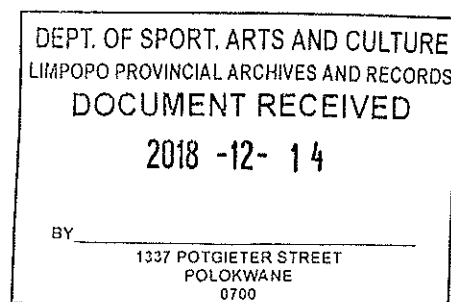 DEPT. OF SPORT, ARTS AND CULTURE
LIMPOPO PROVINCIAL ARCHIVES AND RECORDS
DOCUMENT RECEIVED
2018 -12- 14
BY
1337 POTGIETER STREET
POLOKWANE
0700